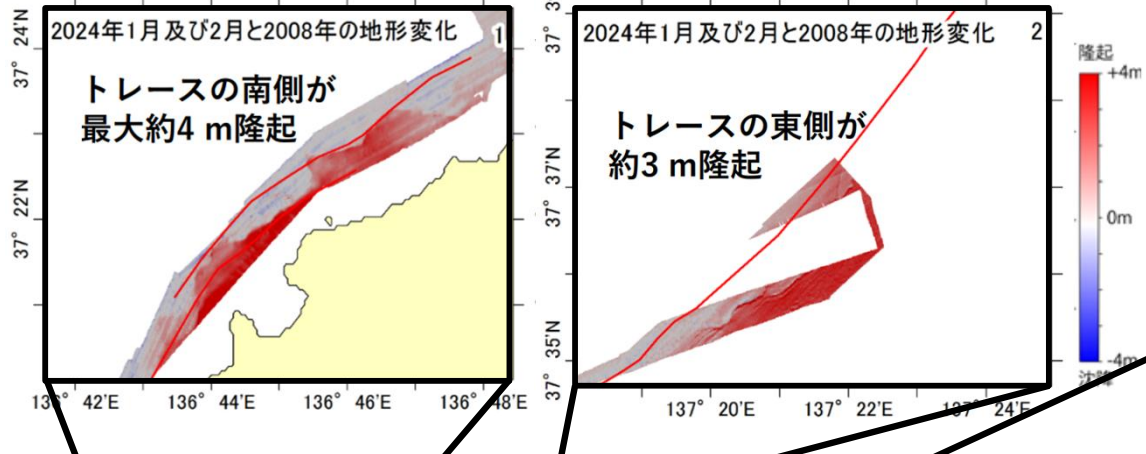 2024年1月及び2月と2008年の地形変化
1
トレースの南側が
最大約4 m隆起
24'N
37°
22'N
37°
42'E
136° 44'E
136° 46'E
48'E
2024年1月及び2月と2008年の地形変化
2
トレースの東側が
約3 m隆起
37°
37'N
37°
35'N
37°
137° 20'E
137° 22'E
137° 24'E
隆起
+4m
0m
-4m
沈降